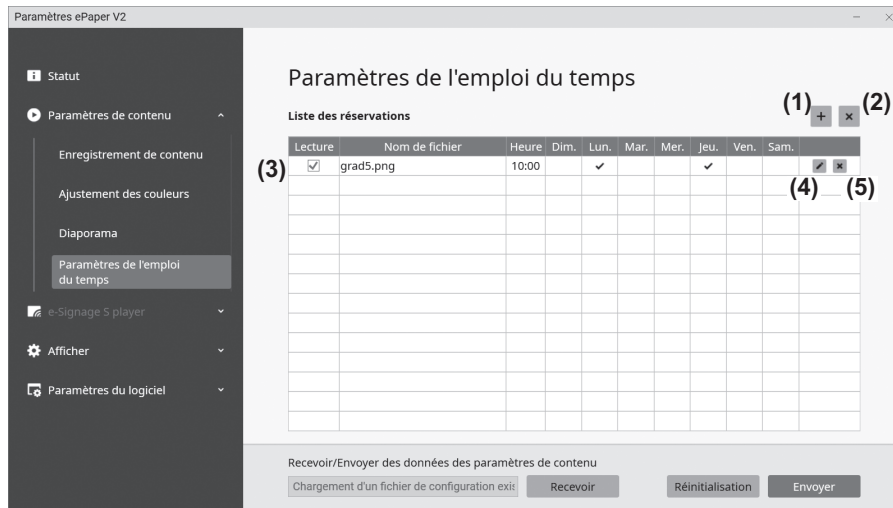 Paramètres ePaper V2
Statut
Paramètres de contenu
Enregistrement de contenu
Ajustement des couleurs
Diaporama
Paramètres de l'emploi
du temps
e-Signage S player
Afficher
Paramètres du logiciel
Paramètres de l'emploi du temps
(1) (2)
Liste des réservations
Lecture Nom de fichier Heure Dim. Lun. Mar. Mer. Jeu. Ven. Sam.
(3) grad5.png 10:00
(4) (5)
Recevoir/Envoyer des données des paramètres de contenu
Chargement d'un fichier de configuration exis Recevoir Réinitialisation Envoyer